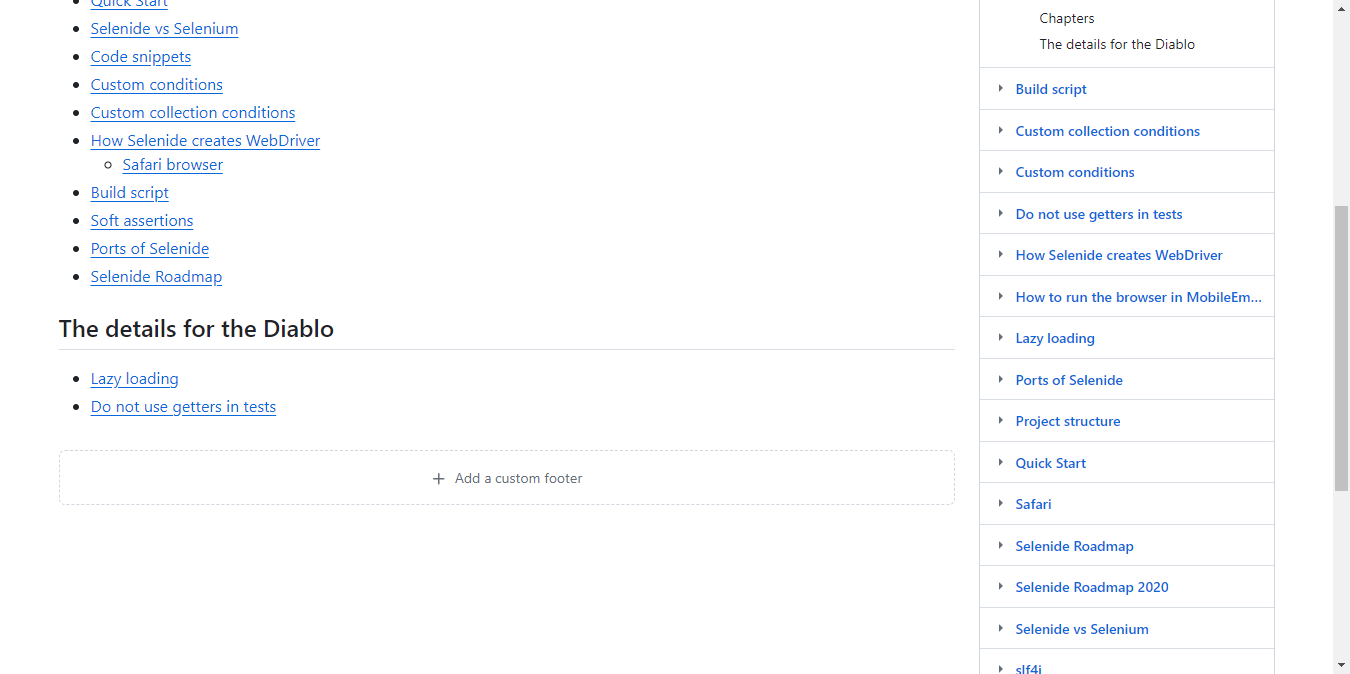 Quick Start
Selenide vs Selenium
Code snippets
Custom conditions
Custom collection conditions
How Selenide creates WebDriver
Safari browser
Build script
Soft assertions
Ports of Selenide
Selenide Roadmap
The details for the Diablo
Lazy loading
Do not use getters in tests
Add a custom footer
Chapters
The details for the Diablo
Build script
Custom collection conditions
Custom conditions
Do not use getters in tests
How Selenide creates WebDriver
How to run the browser in MobileEm...
Lazy loading
Ports of Selenide
Project structure
Quick Start
Safari
Selenide Roadmap
Selenide Roadmap 2020
Selenide vs Selenium
slf4j